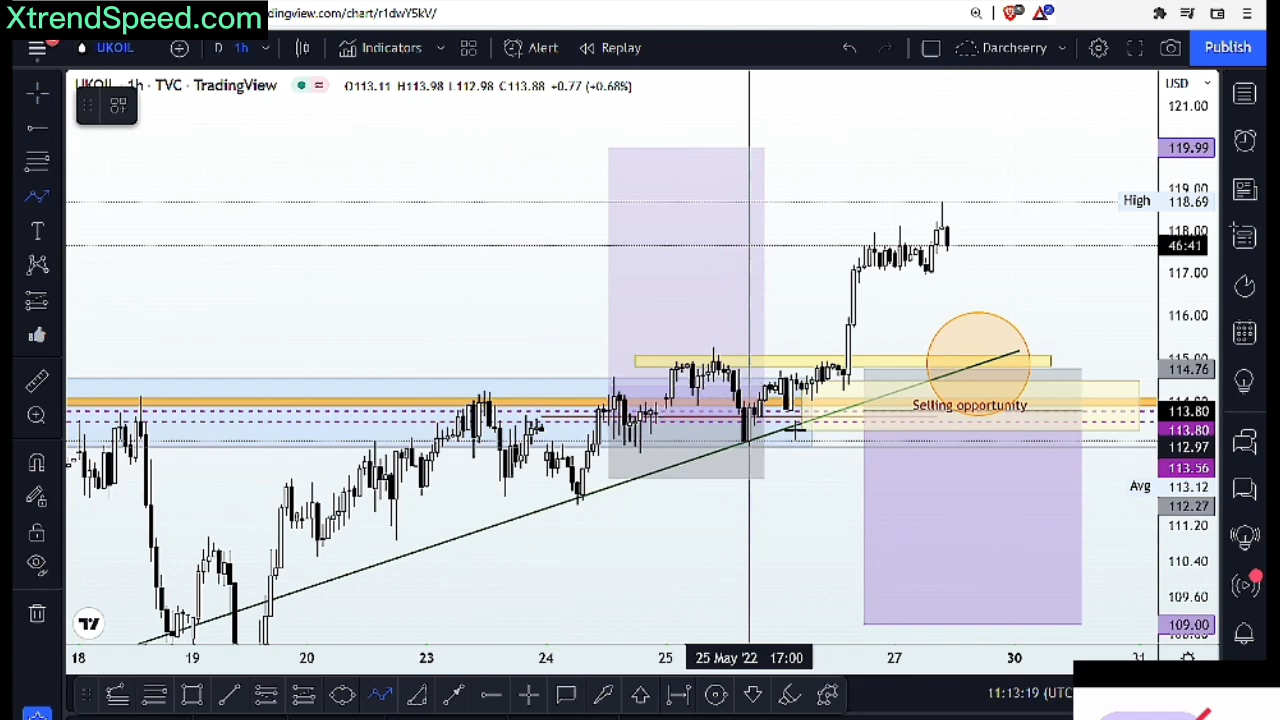 XtrendSpeed.com
dingview.com/chart/r1dwY5kV/
UKOIL
D 1h
Indicators
Alert
Replay
Darchserry
Publish
1h · TVC · TradingView
O113.11 H113.98 L112.98 C113.88 +0.77 (+0.68%)
USD
121.00
119.99
119.00
High 118.69
118.00
46:41
117.00
116.00
115.00
114.76
114.00
Selling opportunity
113.80
113.80
112.97
113.56
Avg 113.12
112.27
111.20
110.40
109.60
109.00
18 19 20 23 24 25 25 May '22 17:00 27 30 31
11:13:19 (UTC